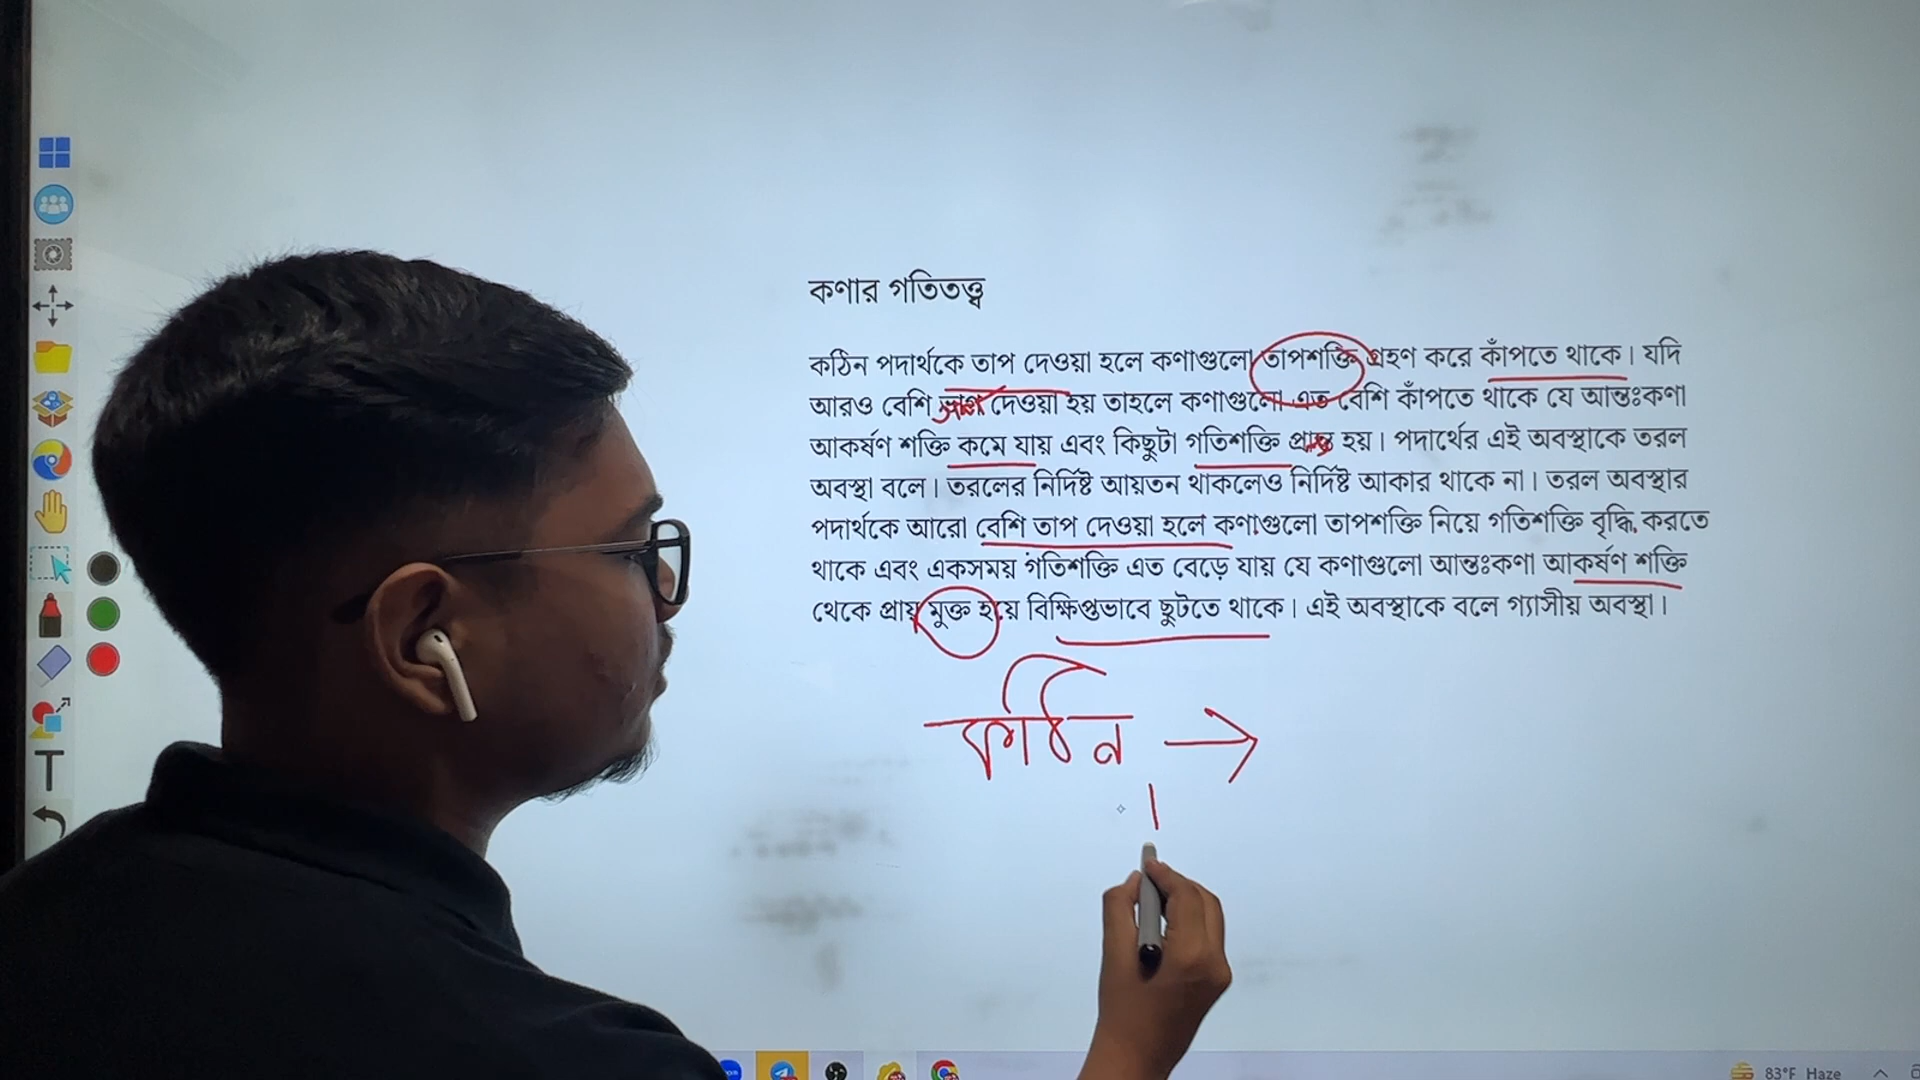 কণার গতিতত্ত্ব
কঠিন পদার্থকে তাপ দেওয়া হলে কণাগুলো তাপশক্তি গ্রহণ করে কাঁপতে থাকে। যদি
আরও বেশি দেওয়া হয় তাহলে কণাগুলো এত বেশি কাঁপতে থাকে যে আন্তঃকণা
আকর্ষণ শক্তি কমে যায় এবং কিছুটা গতিশক্তি প্রাপ্ত হয়। পদার্থের এই অবস্থাকে তরল
অবস্থা বলে। তরলের নির্দিষ্ট আয়তন থাকলেও নির্দিষ্ট আকার থাকে না। তরল অবস্থার
পদার্থকে আরো বেশি তাপ দেওয়া হলে কণাগুলো তাপশক্তি নিয়ে গতিশক্তি বৃদ্ধি করতে
থাকে এবং একসময় গতিশক্তি এত বেড়ে যায় যে কণাগুলো আন্তঃকণা আকর্ষণ শক্তি
থেকে প্রায় মুক্ত হয়ে বিক্ষিপ্তভাবে ছুটতে থাকে। এই অবস্থাকে বলে গ্যাসীয় অবস্থা।
কঠিন →
T
83°F Haze